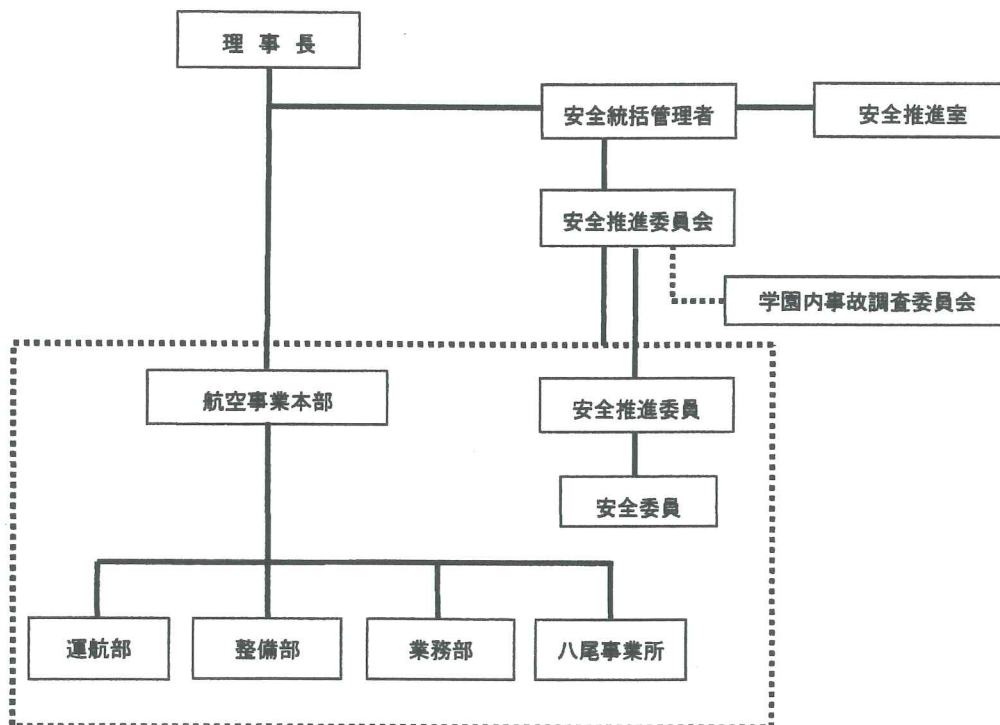 理事長
安全統括管理者
安全推進室
安全推進委員会
学園内事故調査委員会
航空事業本部
安全推進委員
安全委員
運航部
整備部
業務部
八尾事業所